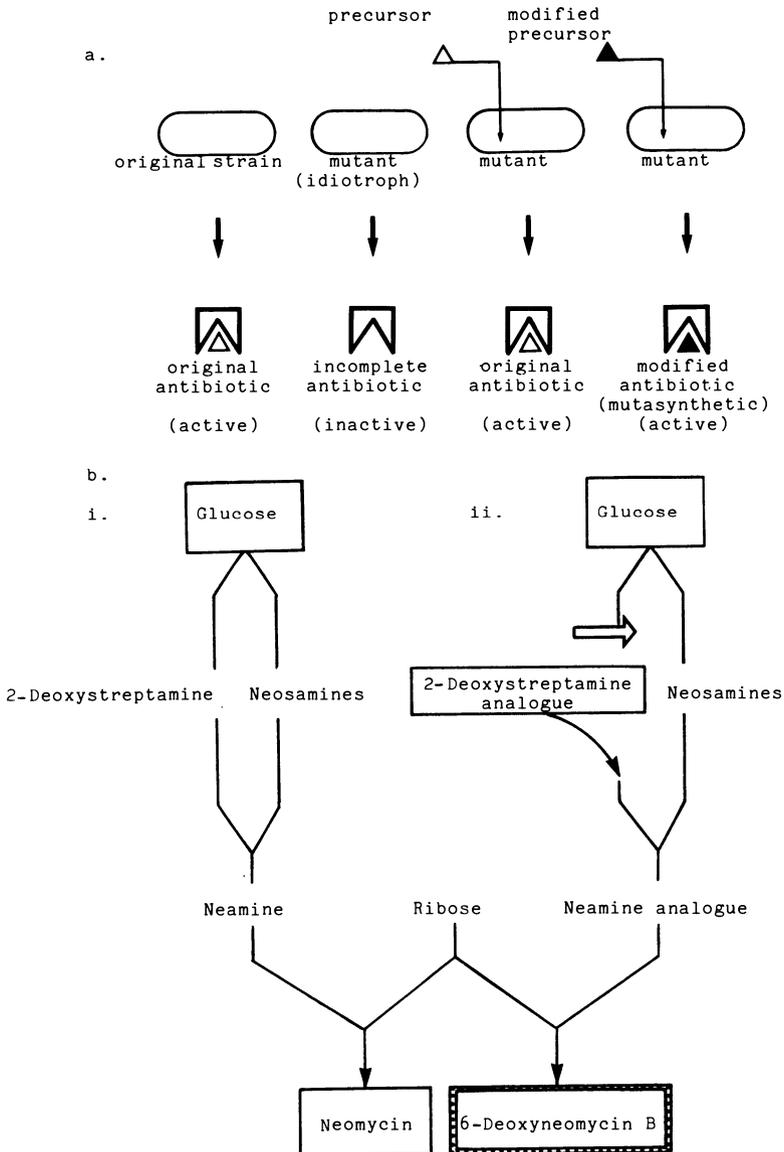 precursor
modified
precursor
a.
original strain
mutant
(idiotroph)
mutant
mutant
original
antibiotic
(active)
incomplete
antibiotic
(inactive)
original
antibiotic
(active)
modified
antibiotic
(mutasynthetic)
(active)
b.
i.
Glucose
ii.
Glucose
2-Deoxystreptamine
Neosamines
2-Deoxystreptamine
analogue
Neosamines
Neamine
Ribose
Neamine analogue
Neomycin
6-Deoxyneomycin B